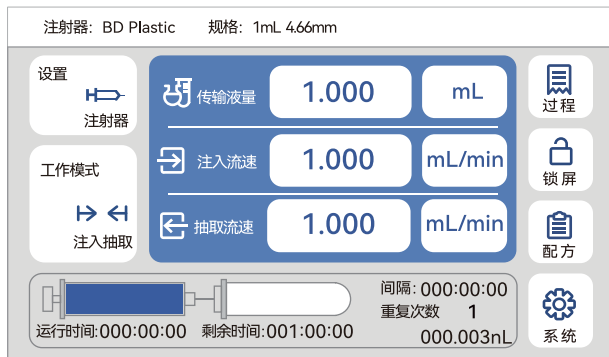 注射器: BD Plastic 规格: 1mL 4.66mm
设置
注射器
传输液量 1.000 mL
过程
工作模式
注入抽取
注入流速 1.000 mL/min
锁屏
抽取流速 1.000 mL/min
配方
间隔: 000:00:00
重复次数 1
运行时间:000:00:00 剩余时间:001:00:00
000.003nL
系统